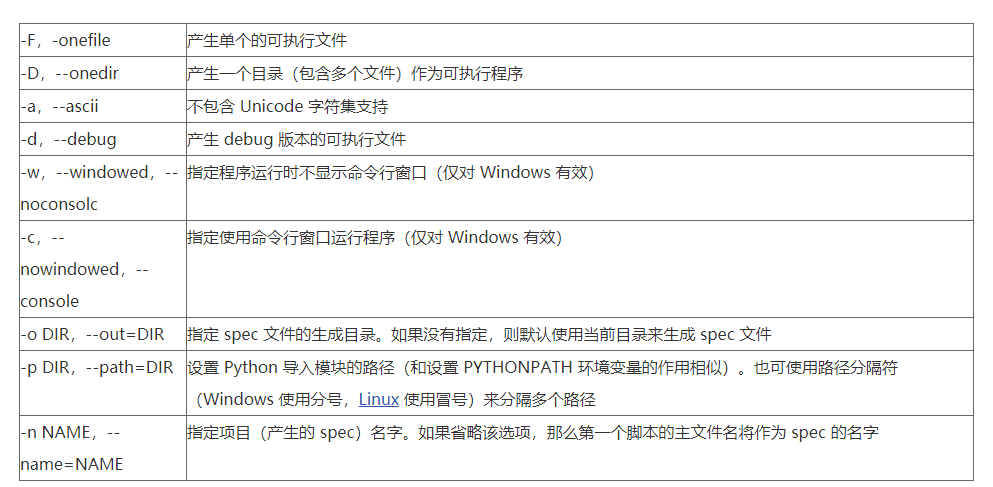 -F，-onefile 产生单个的可执行文件
-D，--onedir 产生一个目录（包含多个文件）作为可执行程序
-a，--ascii 不包含 Unicode 字符集支持
-d，--debug 产生 debug 版本的可执行文件
-w，--windowed，-- 指定程序运行时不显示命令行窗口（仅对 Windows 有效）
noconsolc
-c，-- 指定使用命令行窗口运行程序（仅对 Windows 有效）
nowindowed，--
console
-o DIR，--out=DIR 指定 spec 文件的生成目录。如果没有指定，则默认使用当前目录来生成 spec 文件
-p DIR，--path=DIR 设置 Python 导入模块的路径（和设置 PYTHONPATH 环境变量的作用相似）。也可使用路径分隔符
（Windows 使用分号，Linux 使用冒号）来分隔多个路径
-n NAME，-- 指定项目（产生的 spec）名字。如果省略该选项，那么第一个脚本的主文件名将作为 spec 的名字
name=NAME